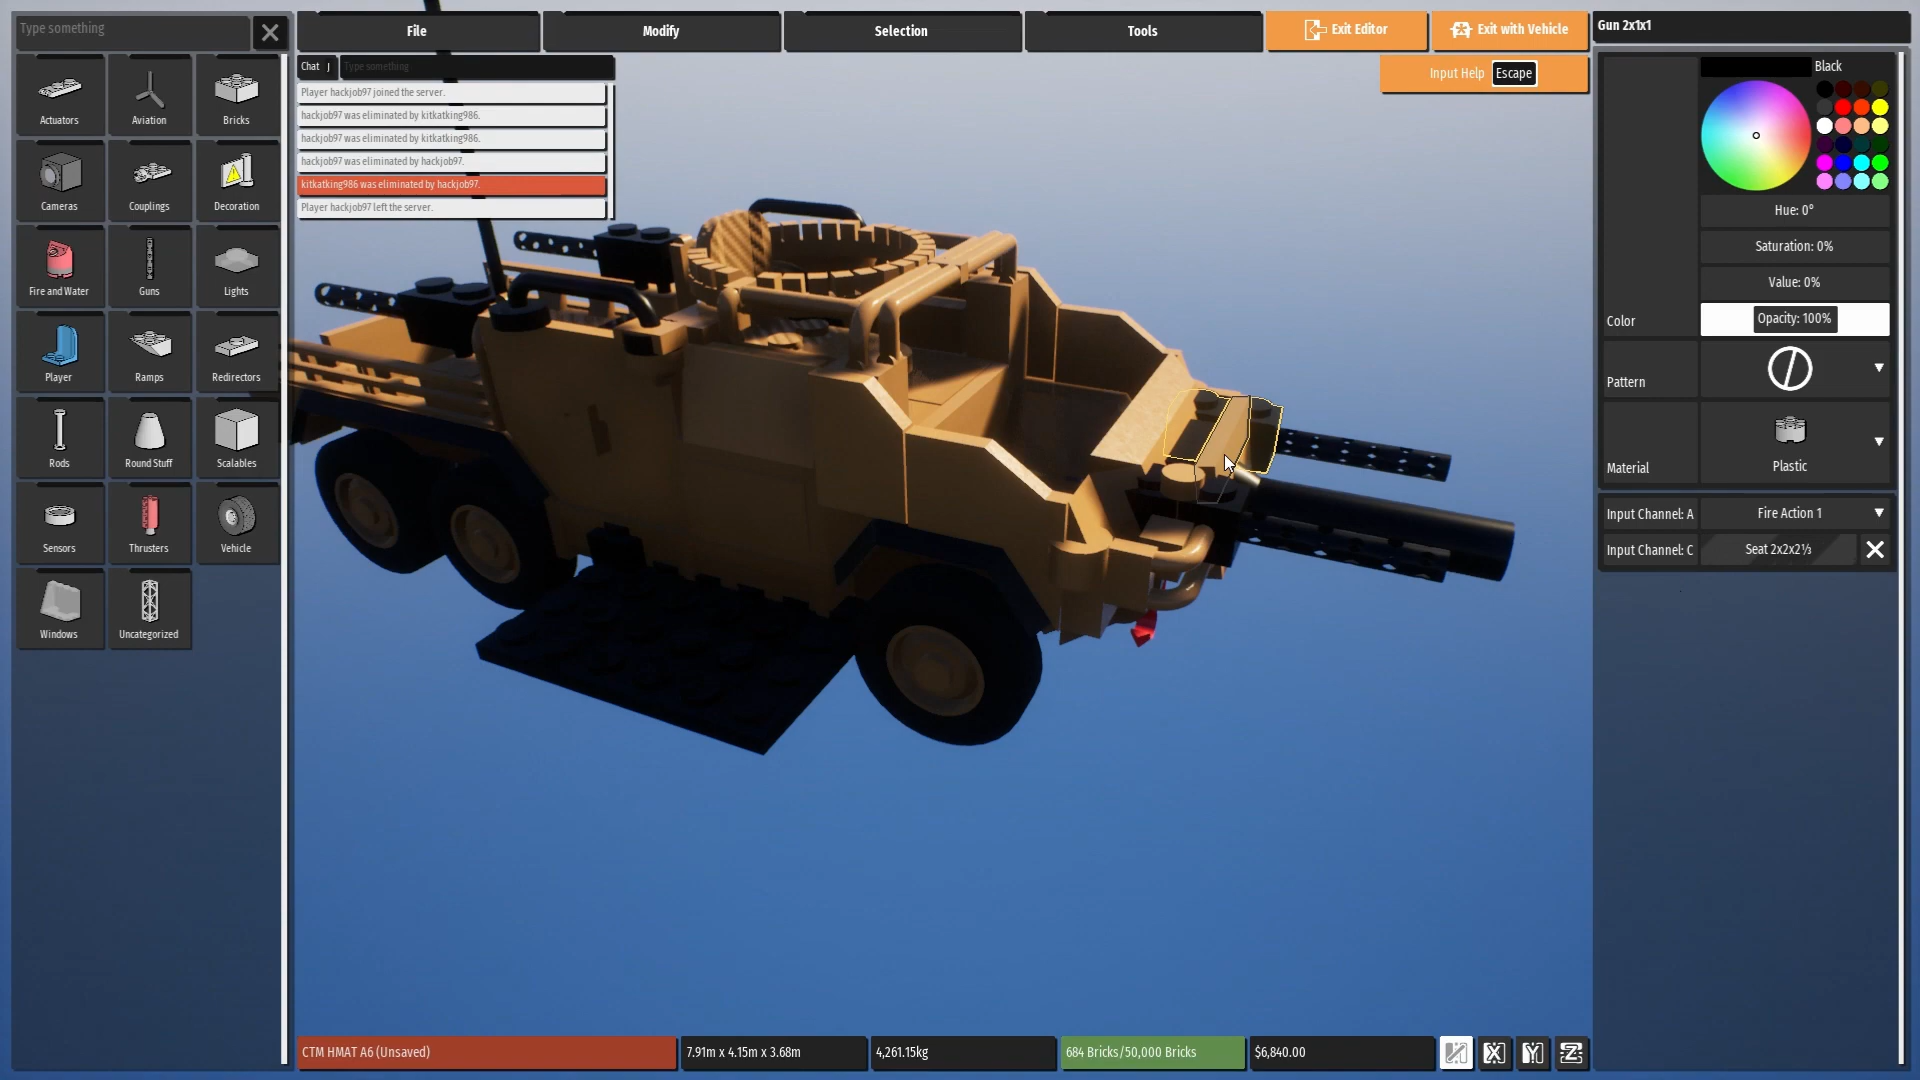 Type something
File
Modify
Selection
Tools
Exit Editor
Exit with Vehicle
Gun 2x1x1
Actuators
Aviation
Bricks
Cameras
Couplings
Decoration
Fire and Water
Guns
Lights
Player
Ramps
Redirectors
Rods
Round Stuff
Scalables
Sensors
Thrusters
Vehicle
Windows
Uncategorized
Chat J Type something
Player hackjob97 joined the server.
hackjob97 was eliminated by kitkatking986.
hackjob97 was eliminated by kitkatking986.
hackjob97 was eliminated by hackjob97.
kitkatking986 was eliminated by hackjob97.
Player hackjob97 left the server.
Input Help Escape
Black
Hue: 0°
Saturation: 0%
Value: 0%
Color
Opacity: 100%
Pattern
Material
Plastic
Input Channel: A Fire Action 1
Input Channel: C Seat 2x2x2⅓
CTM HMAT A6 (Unsaved)
7.91m x 4.15m x 3.68m
4,261.15kg
684 Bricks/50,000 Bricks
$6,840.00
X
Y
Z